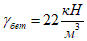 γбет = 22 кН/м³